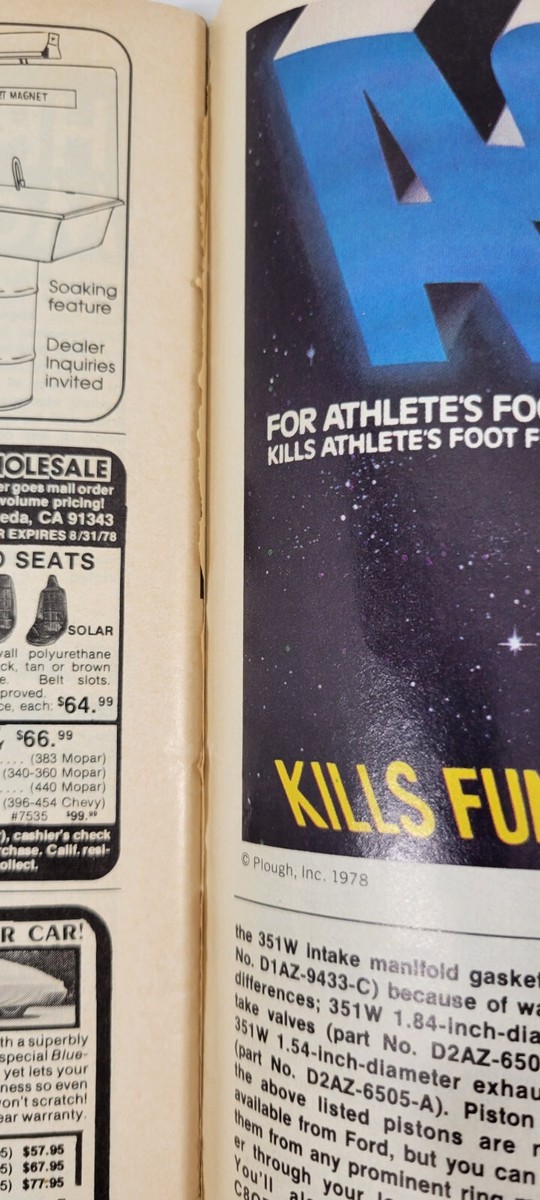 MAGNET
Soaking
feature
Dealer
Inquiries
invited
OLESALE
er goes mail order
volume pricing!
eda, CA 91343
R EXPIRES 8/31/78
SEATS
SOLAR
all polyurethane
ck, tan or brown
e. Belt slots.
proved.
ce, each: $64.99
$66.99
.... (383 Mopar)
(340-360 Mopar)
... (440 Mopar)
(396-454 Chevy)
#7535 $99.99
), cashier's check
rchase. Calif. resi-
ollect.
R CAR!
th a superbly
special Blue-
yet lets your
ness so even
on't scratch!
ear warranty.
5) $57.95
5) $67.95
5) $77.95
FOR ATHLETE'S FOO
KILLS ATHLETE'S FOOT F
KILLS FUN
© Plough, Inc. 1978
the 351W intake manifold gasket
No. D1AZ-9433-C) because of wa
differences; 351W 1.84-inch-dia
take valves (part No. D2AZ-650
351W 1.54-inch-diameter exhau
(part No. D2AZ-6505-A). Piston
the above listed pistons are n
available from Ford, but you can
them from any prominent ring
er through your
You'll